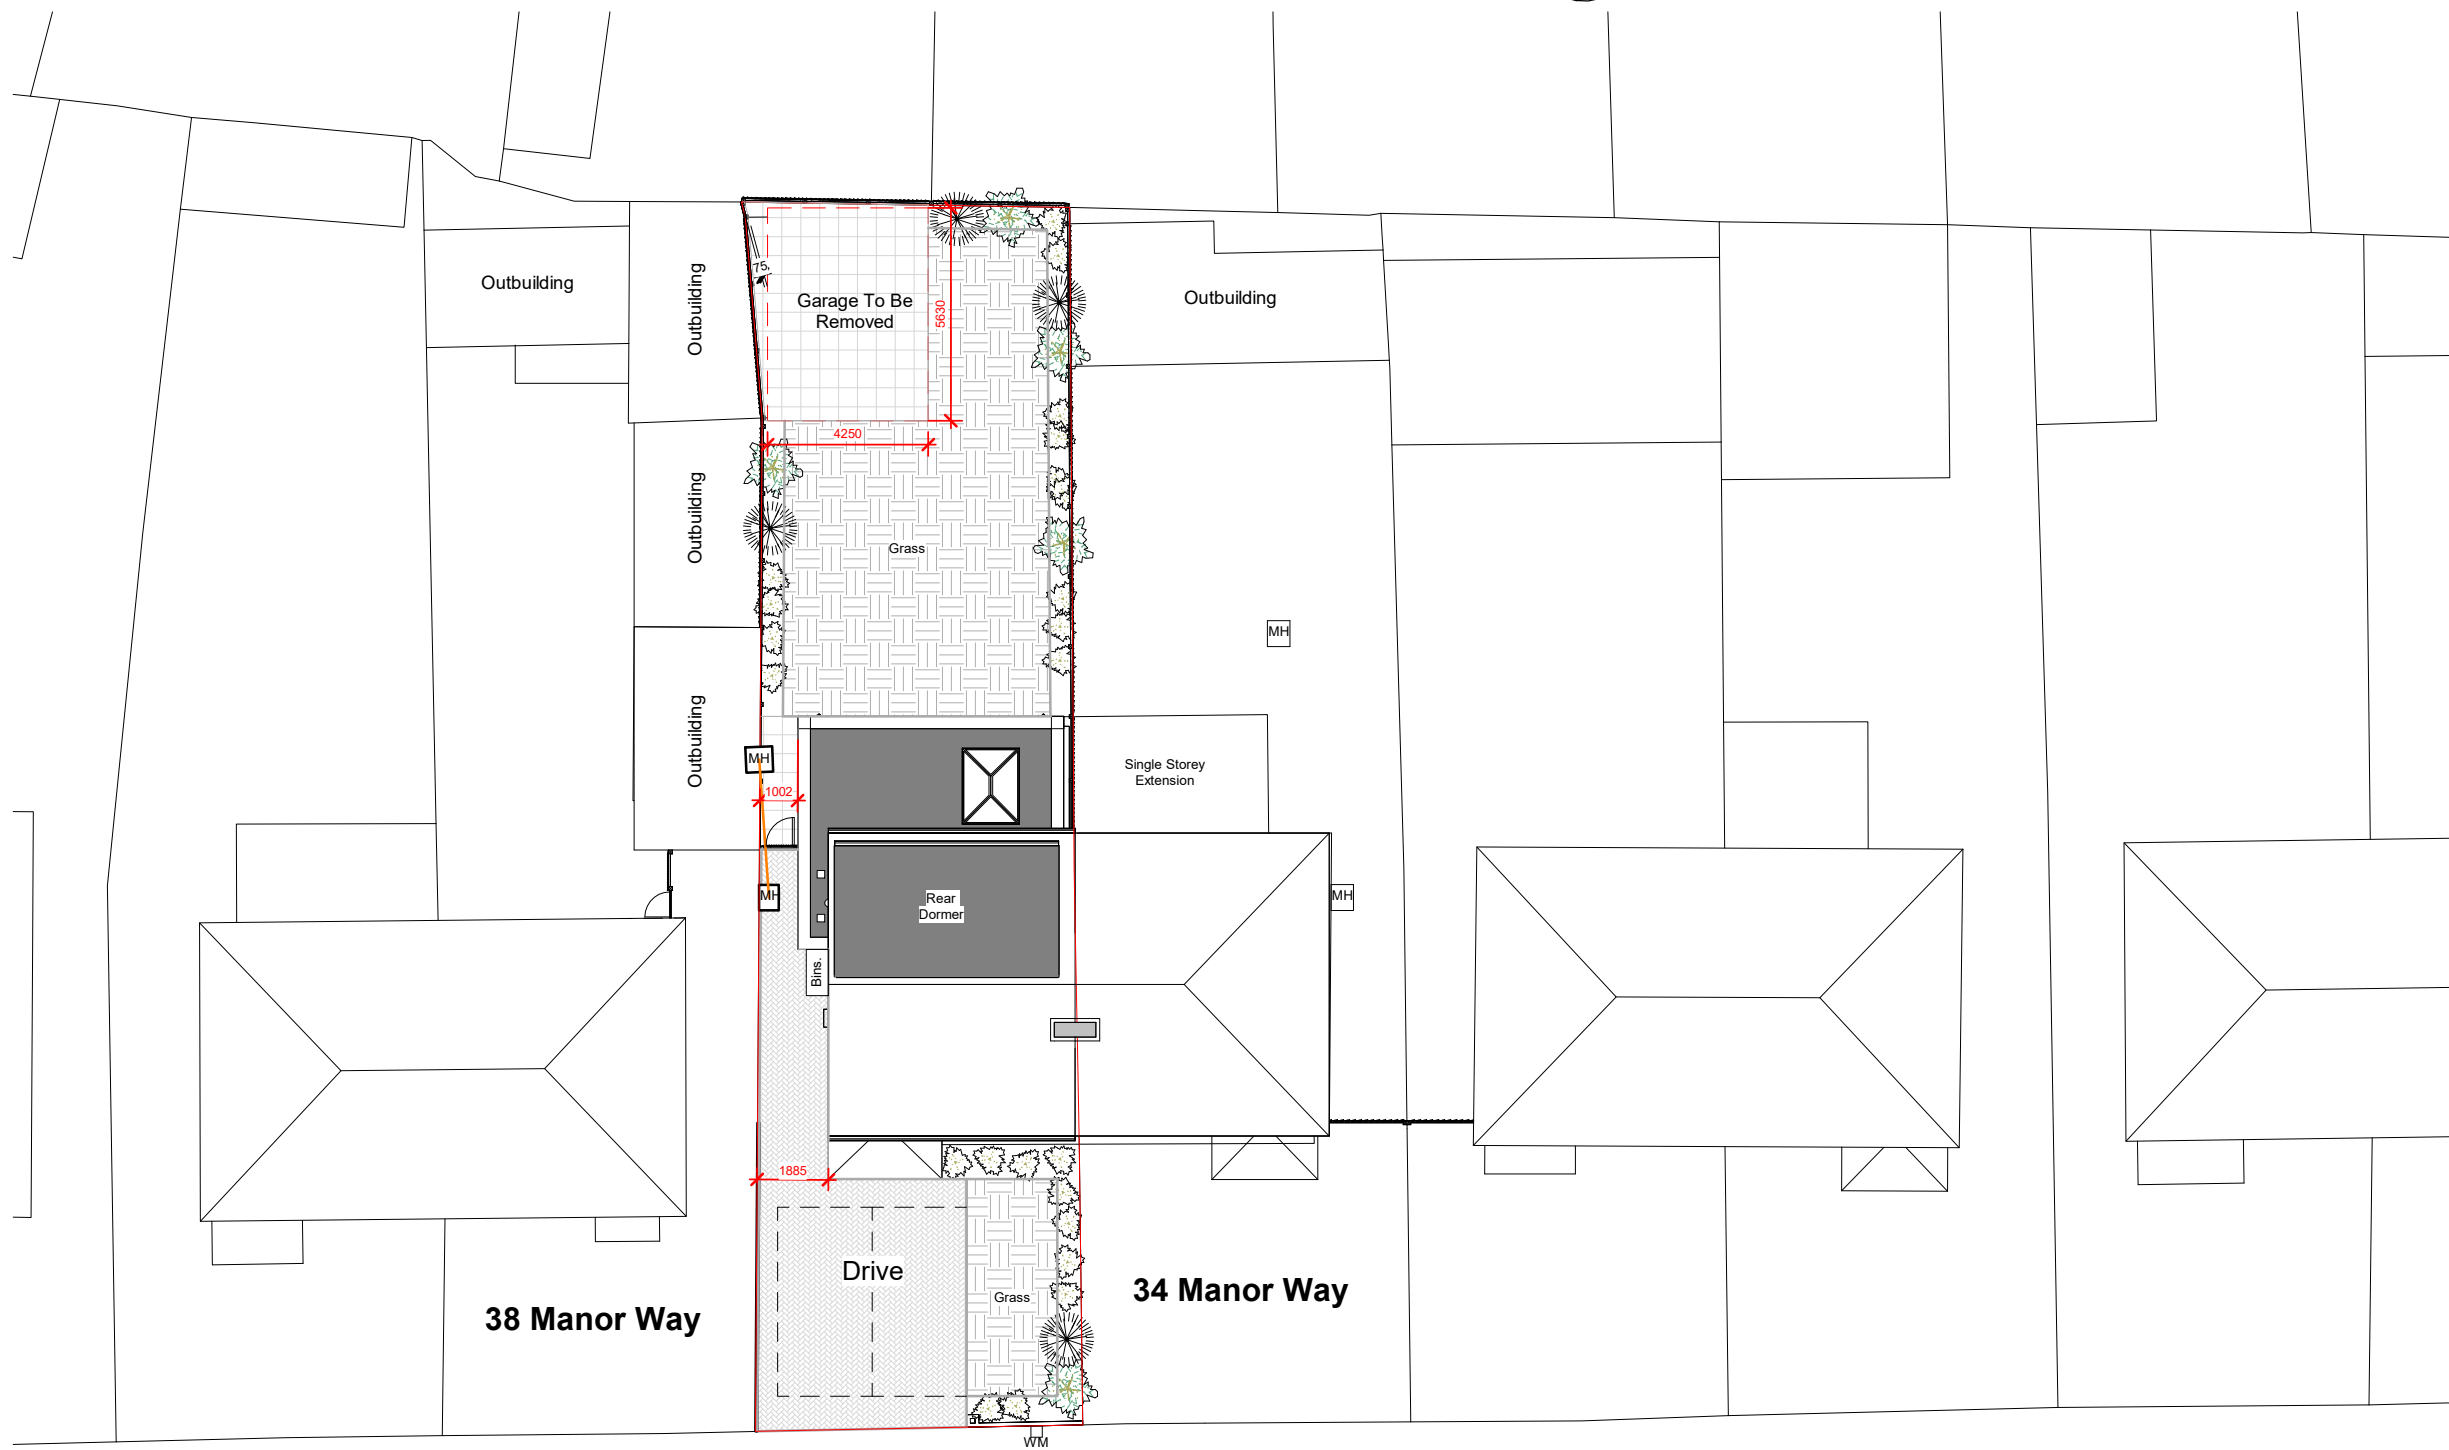 Outbuilding
Outbuilding
75
Garage To Be
Removed
5630
Outbuilding
4250
Outbuilding
Grass
MH
Outbuilding
MH
1002
Single Storey
Extension
MH
Rear
Dormer
MH
Bins.
1885
Drive
Grass
38 Manor Way
34 Manor Way
WM